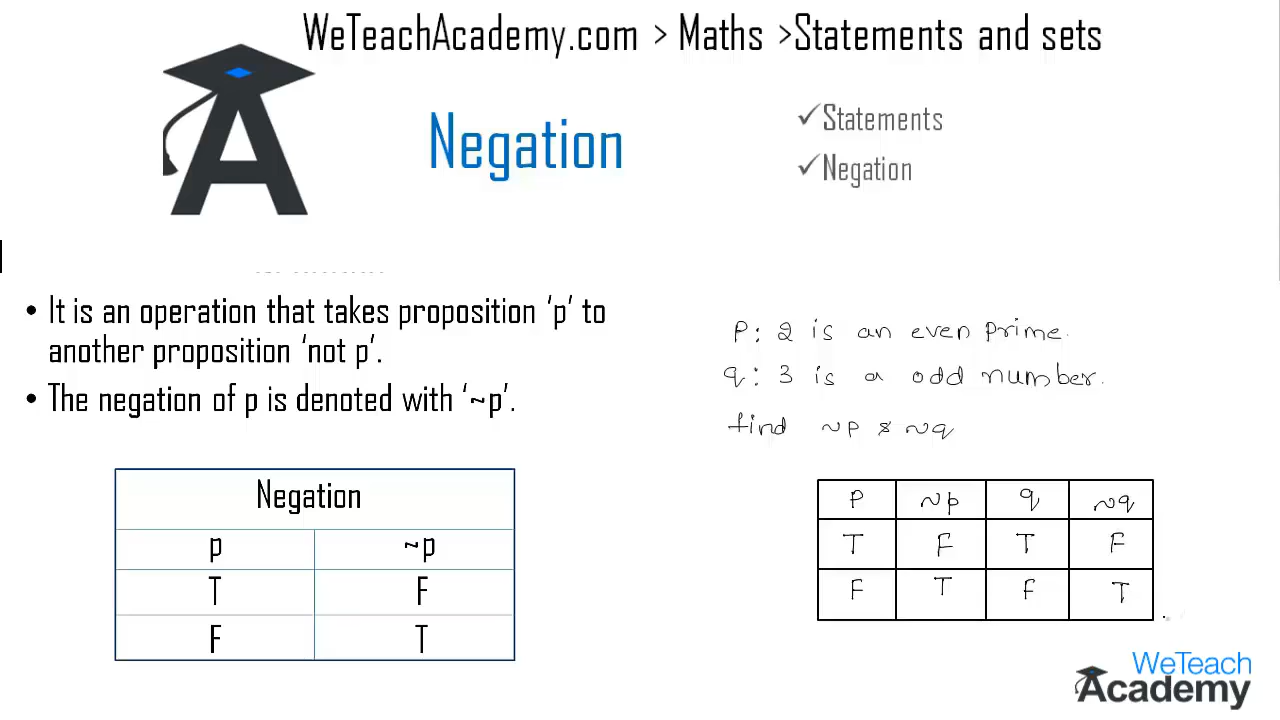 WeTeachAcademy.com > Maths >Statements and sets
Negation
✓Statements
✓Negation
• It is an operation that takes proposition ‘p’ to
another proposition ‘not p’.
• The negation of p is denoted with ‘~p’.
Negation
p ~p
T F
F T
P: 2 is an even prime.
q: 3 is a odd number.
find ~p & ~q
P ~p q ~q
T F T F
F T F T
WeTeach
Academy